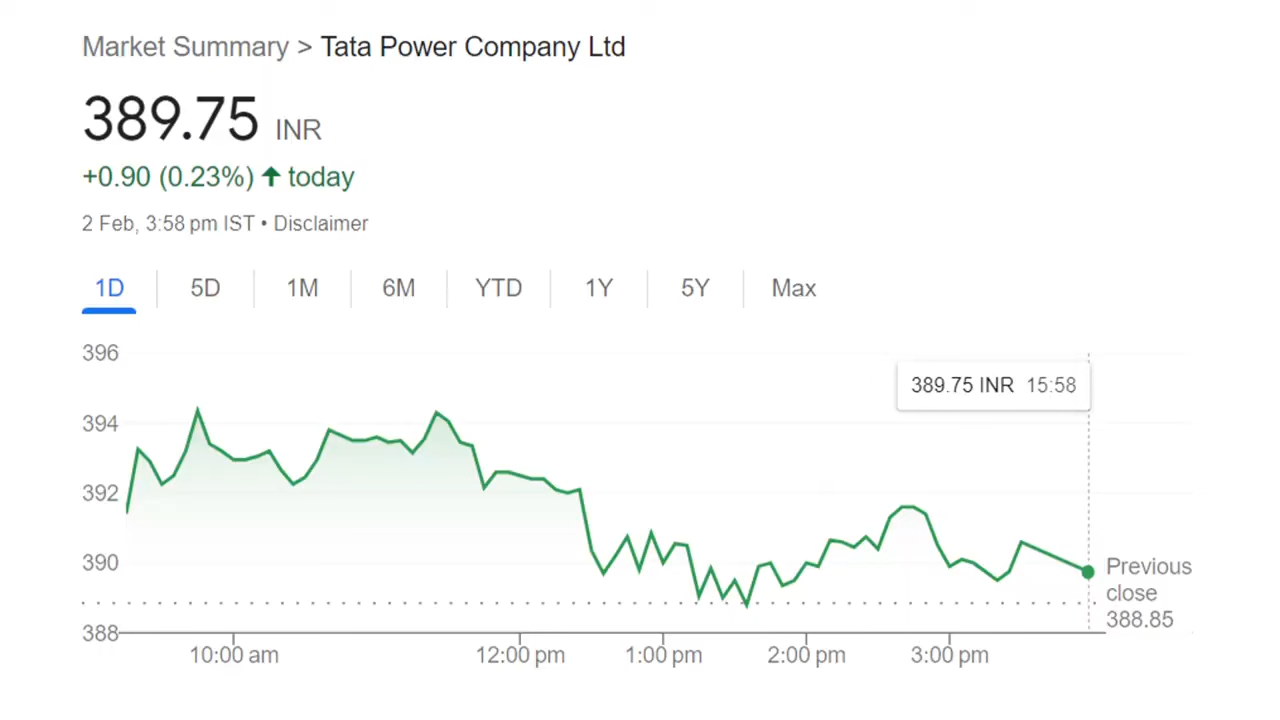 Market Summary > Tata Power Company Ltd
389.75 INR
+0.90 (0.23%) ↑ today
2 Feb, 3:58 pm IST • Disclaimer
1D 5D 1M 6M YTD 1Y 5Y Max
396
389.75 INR 15:58
394
392
390
Previous
close
388.85
388
10:00 am 12:00 pm 1:00 pm 2:00 pm 3:00 pm